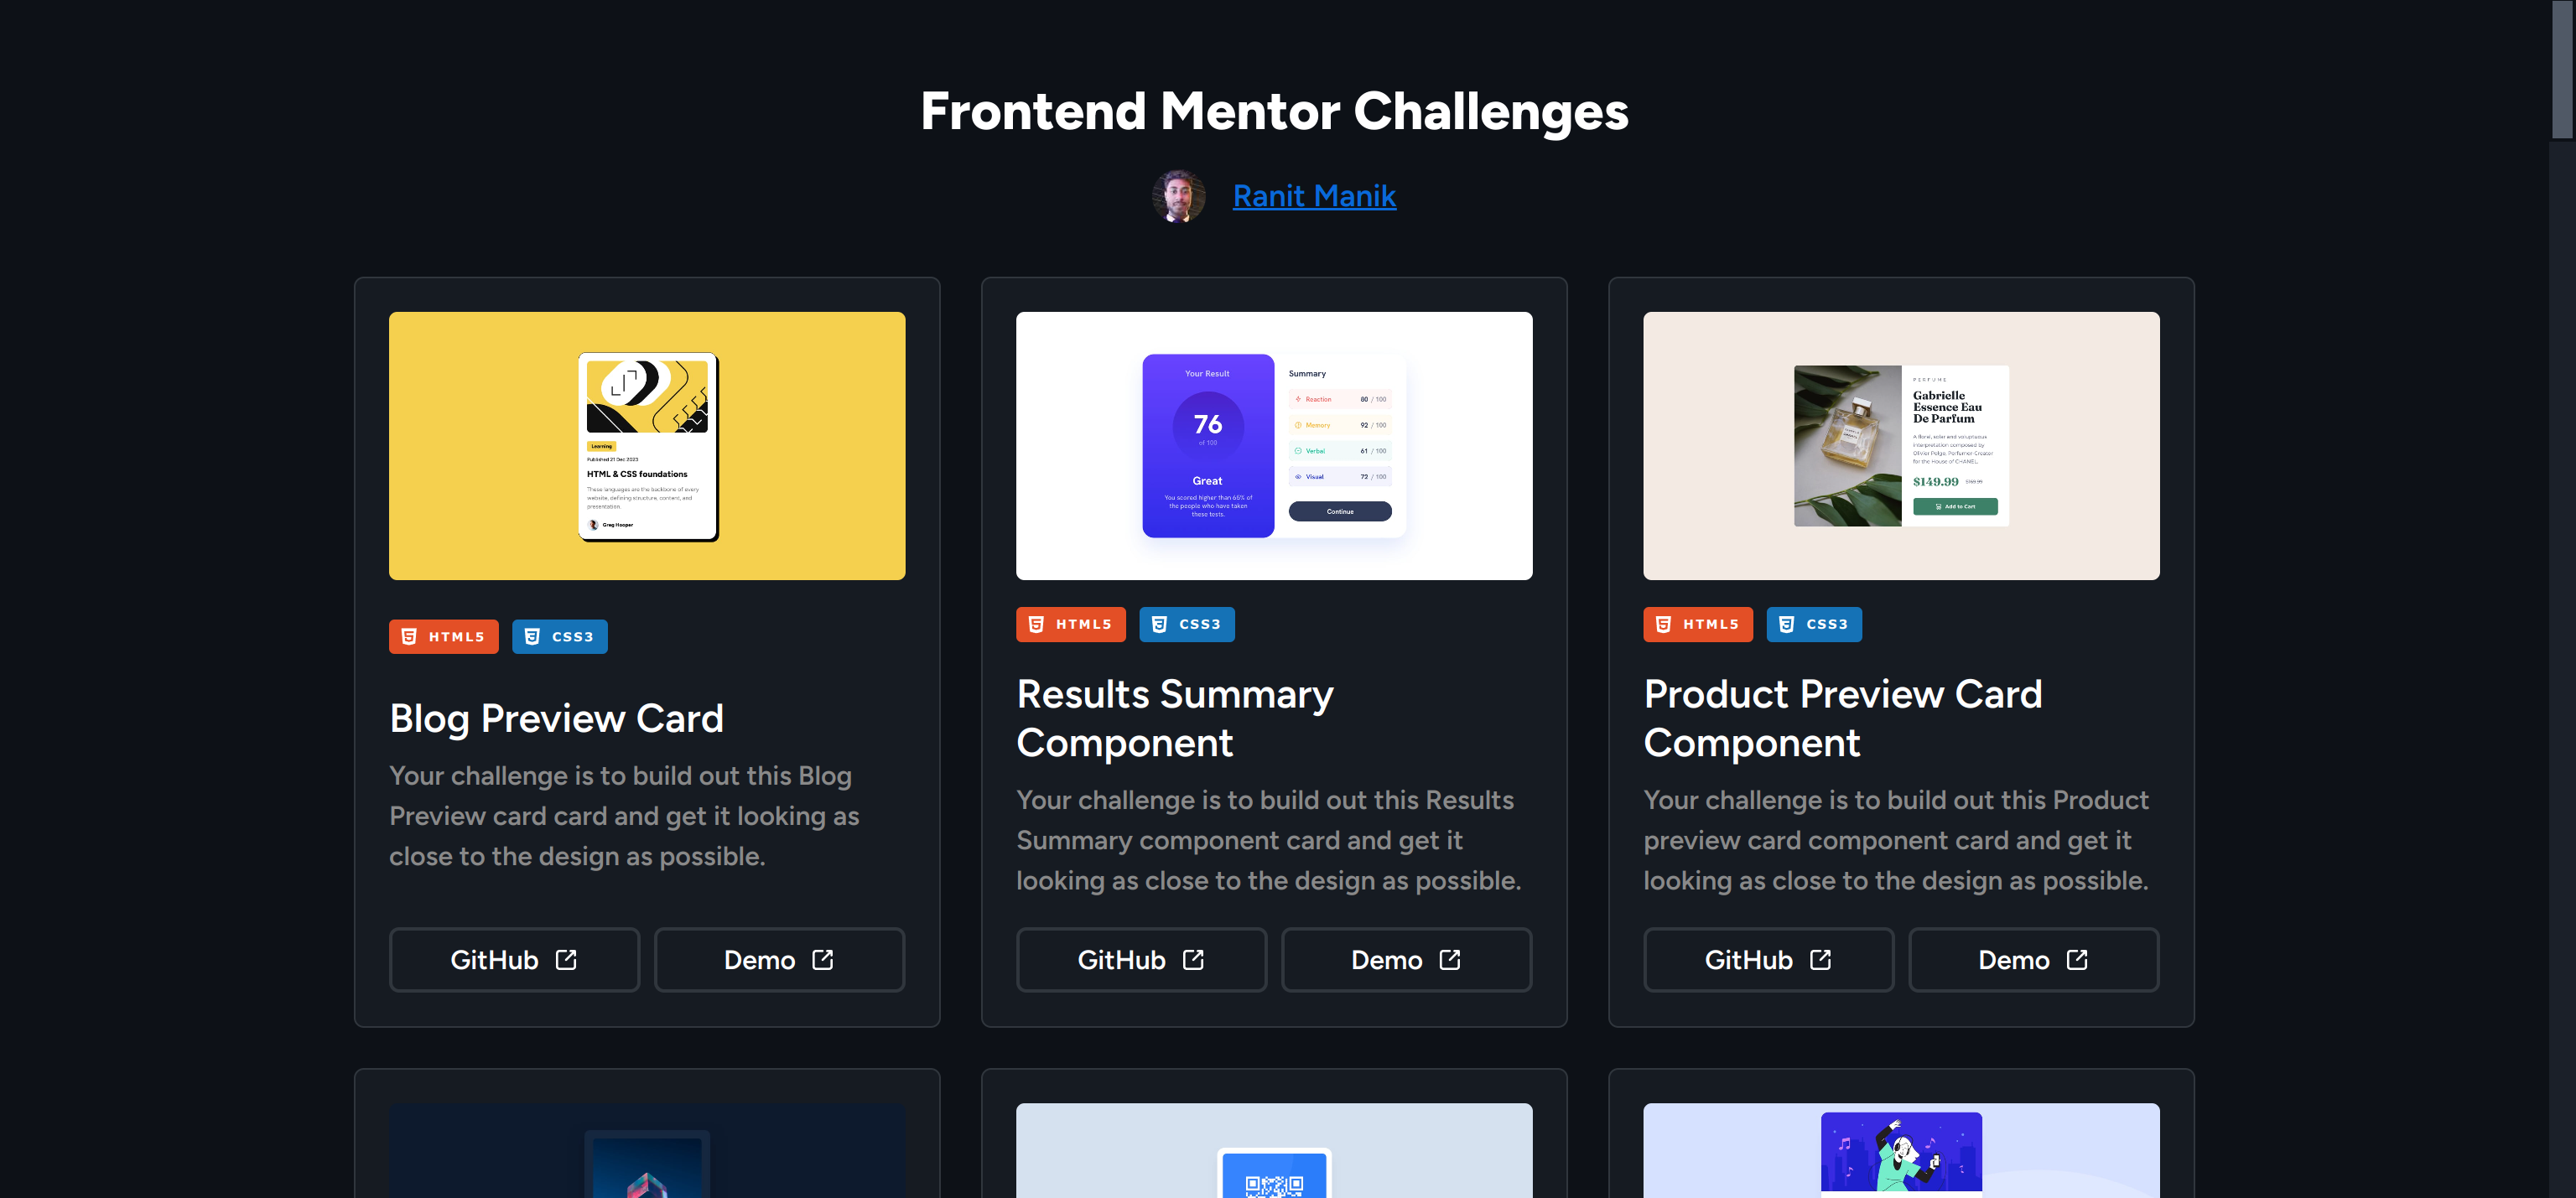 Frontend Mentor Challenges
Ranit Manik
Learning
Published 21 Dec 2023
HTML & CSS foundations
These languages are the backbone of every
website, defining structure, content, and
presentation.
Greg Hooper
HTML5
CSS3
Blog Preview Card
Your challenge is to build out this Blog
Preview card card and get it looking as
close to the design as possible.
GitHub
Demo
Your Result
76
of 100
Great
You scored higher than 65% of
the people who have taken
these tests.
Summary
Reaction 80 / 100
Memory 92 / 100
Verbal 61 / 100
Visual 72 / 100
Continue
HTML5
CSS3
Results Summary
Component
Your challenge is to build out this Results
Summary component card and get it
looking as close to the design as possible.
GitHub
Demo
PERFUME
Gabrielle
Essence Eau
De Parfum
A floral, solar and voluptuous
interpretation composed by
Olivier Polge, Perfumer-Creator
for the House of CHANEL.
$149.99 $169.99
Add to Cart
HTML5
CSS3
Product Preview Card
Component
Your challenge is to build out this Product
preview card component card and get it
looking as close to the design as possible.
GitHub
Demo